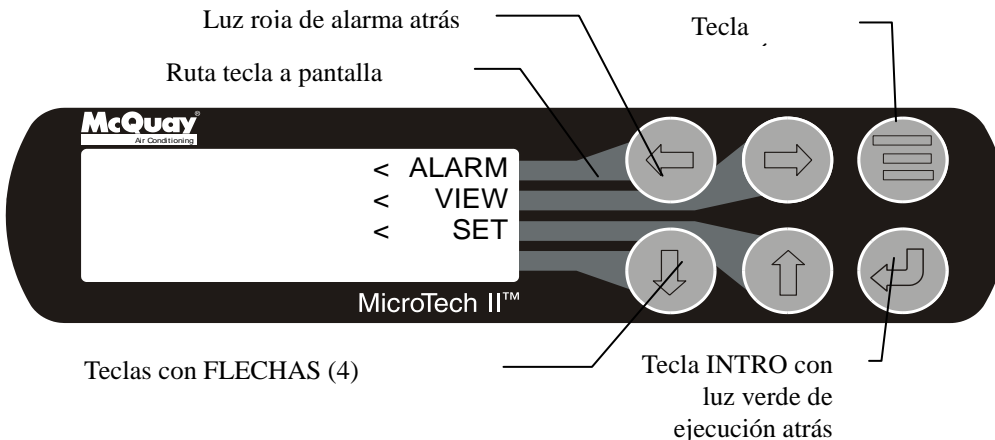 Luz roja de alarma atrás
Tecla
Ruta tecla a pantalla
McQuay®
Air Conditioning
< ALARM
< VIEW
< SET
MicroTech II™
Teclas con FLECHAS (4)
Tecla INTRO con
luz verde de
ejecución atrás